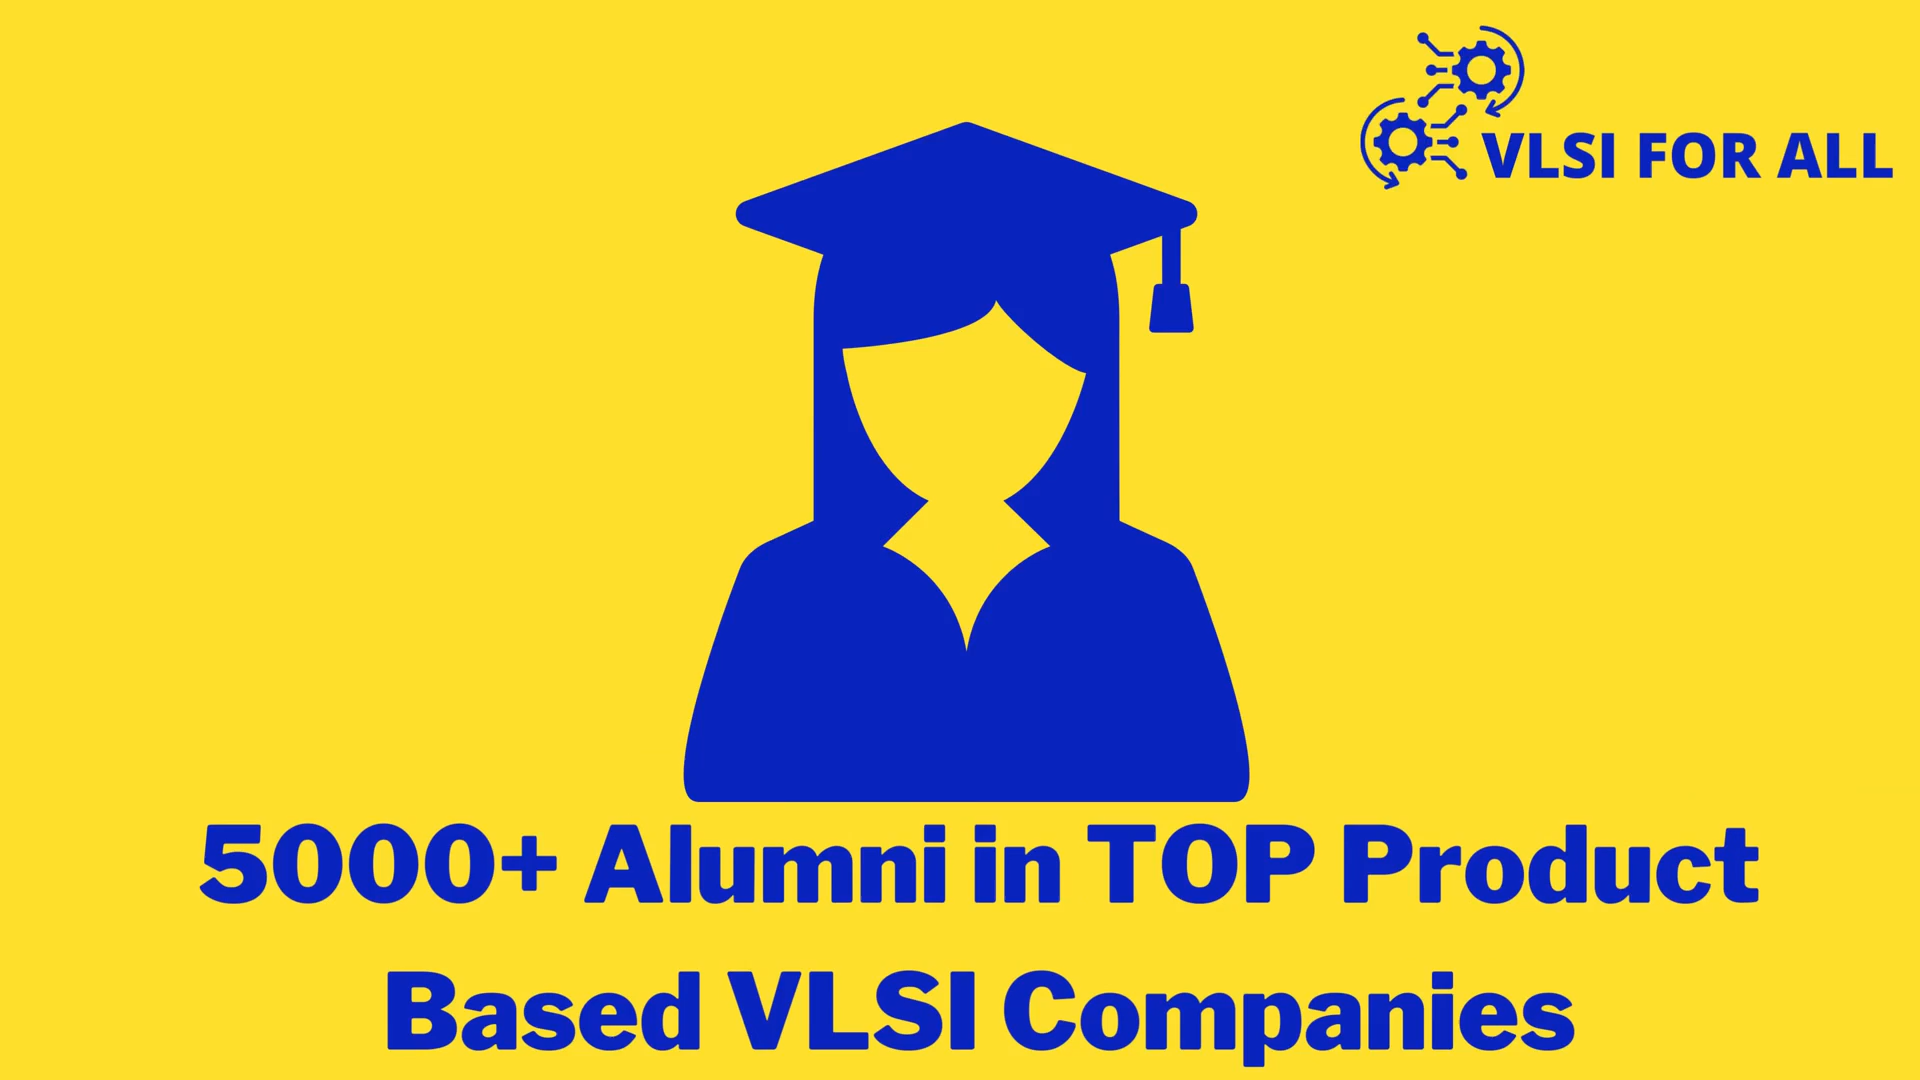 VLSI FOR ALL
5000+ Alumni in TOP Product
Based VLSI Companies